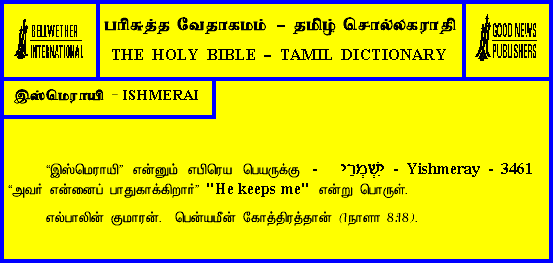 BELLWETHER
INTERNATIONAL
பரிசுத்த வேதாகமம் – தமிழ் சொல்லகராதி
THE HOLY BIBLE – TAMIL DICTIONARY
GOOD NEWS
PUBLISHERS
இஸ்மெராயி - ISHMERAI
“இஸ்மெராயி” என்னும் எபிரெய பெயருக்கு - יִשְׁמְרַי - Yishmeray - 3461
“அவர் என்னைப் பாதுகாக்கிறார்” "He keeps me" என்று பொருள்.
எல்பாலின் குமாரன். பென்யமீன் கோத்திரத்தான் (1நாளா 8:18).